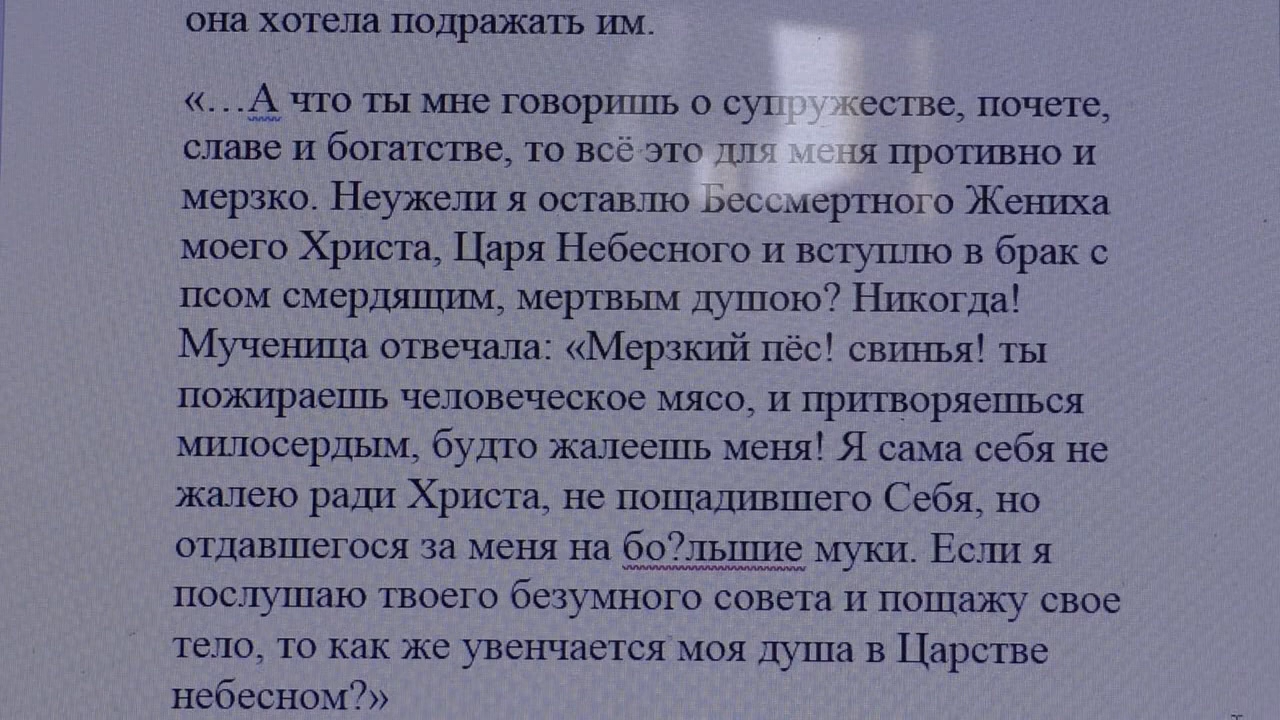 она хотела подражать им.
«…А что ты мне говоришь о супружестве, почете,
славе и богатстве, то всё это для меня противно и
мерзко. Неужели я оставлю Бессмертного Жениха
моего Христа, Царя Небесного и вступлю в брак с
псом смердящим, мертвым душою? Никогда!
Мученица отвечала: «Мерзкий пёс! свинья! ты
пожираешь человеческое мясо, и притворяешься
милосердым, будто жалеешь меня! Я сама себя не
жалею ради Христа, не пощадившего Себя, но
отдавшегося за меня на бо?льшие муки. Если я
послушаю твоего безумного совета и пощажу свое
тело, то как же увенчается моя душа в Царстве
небесном?»